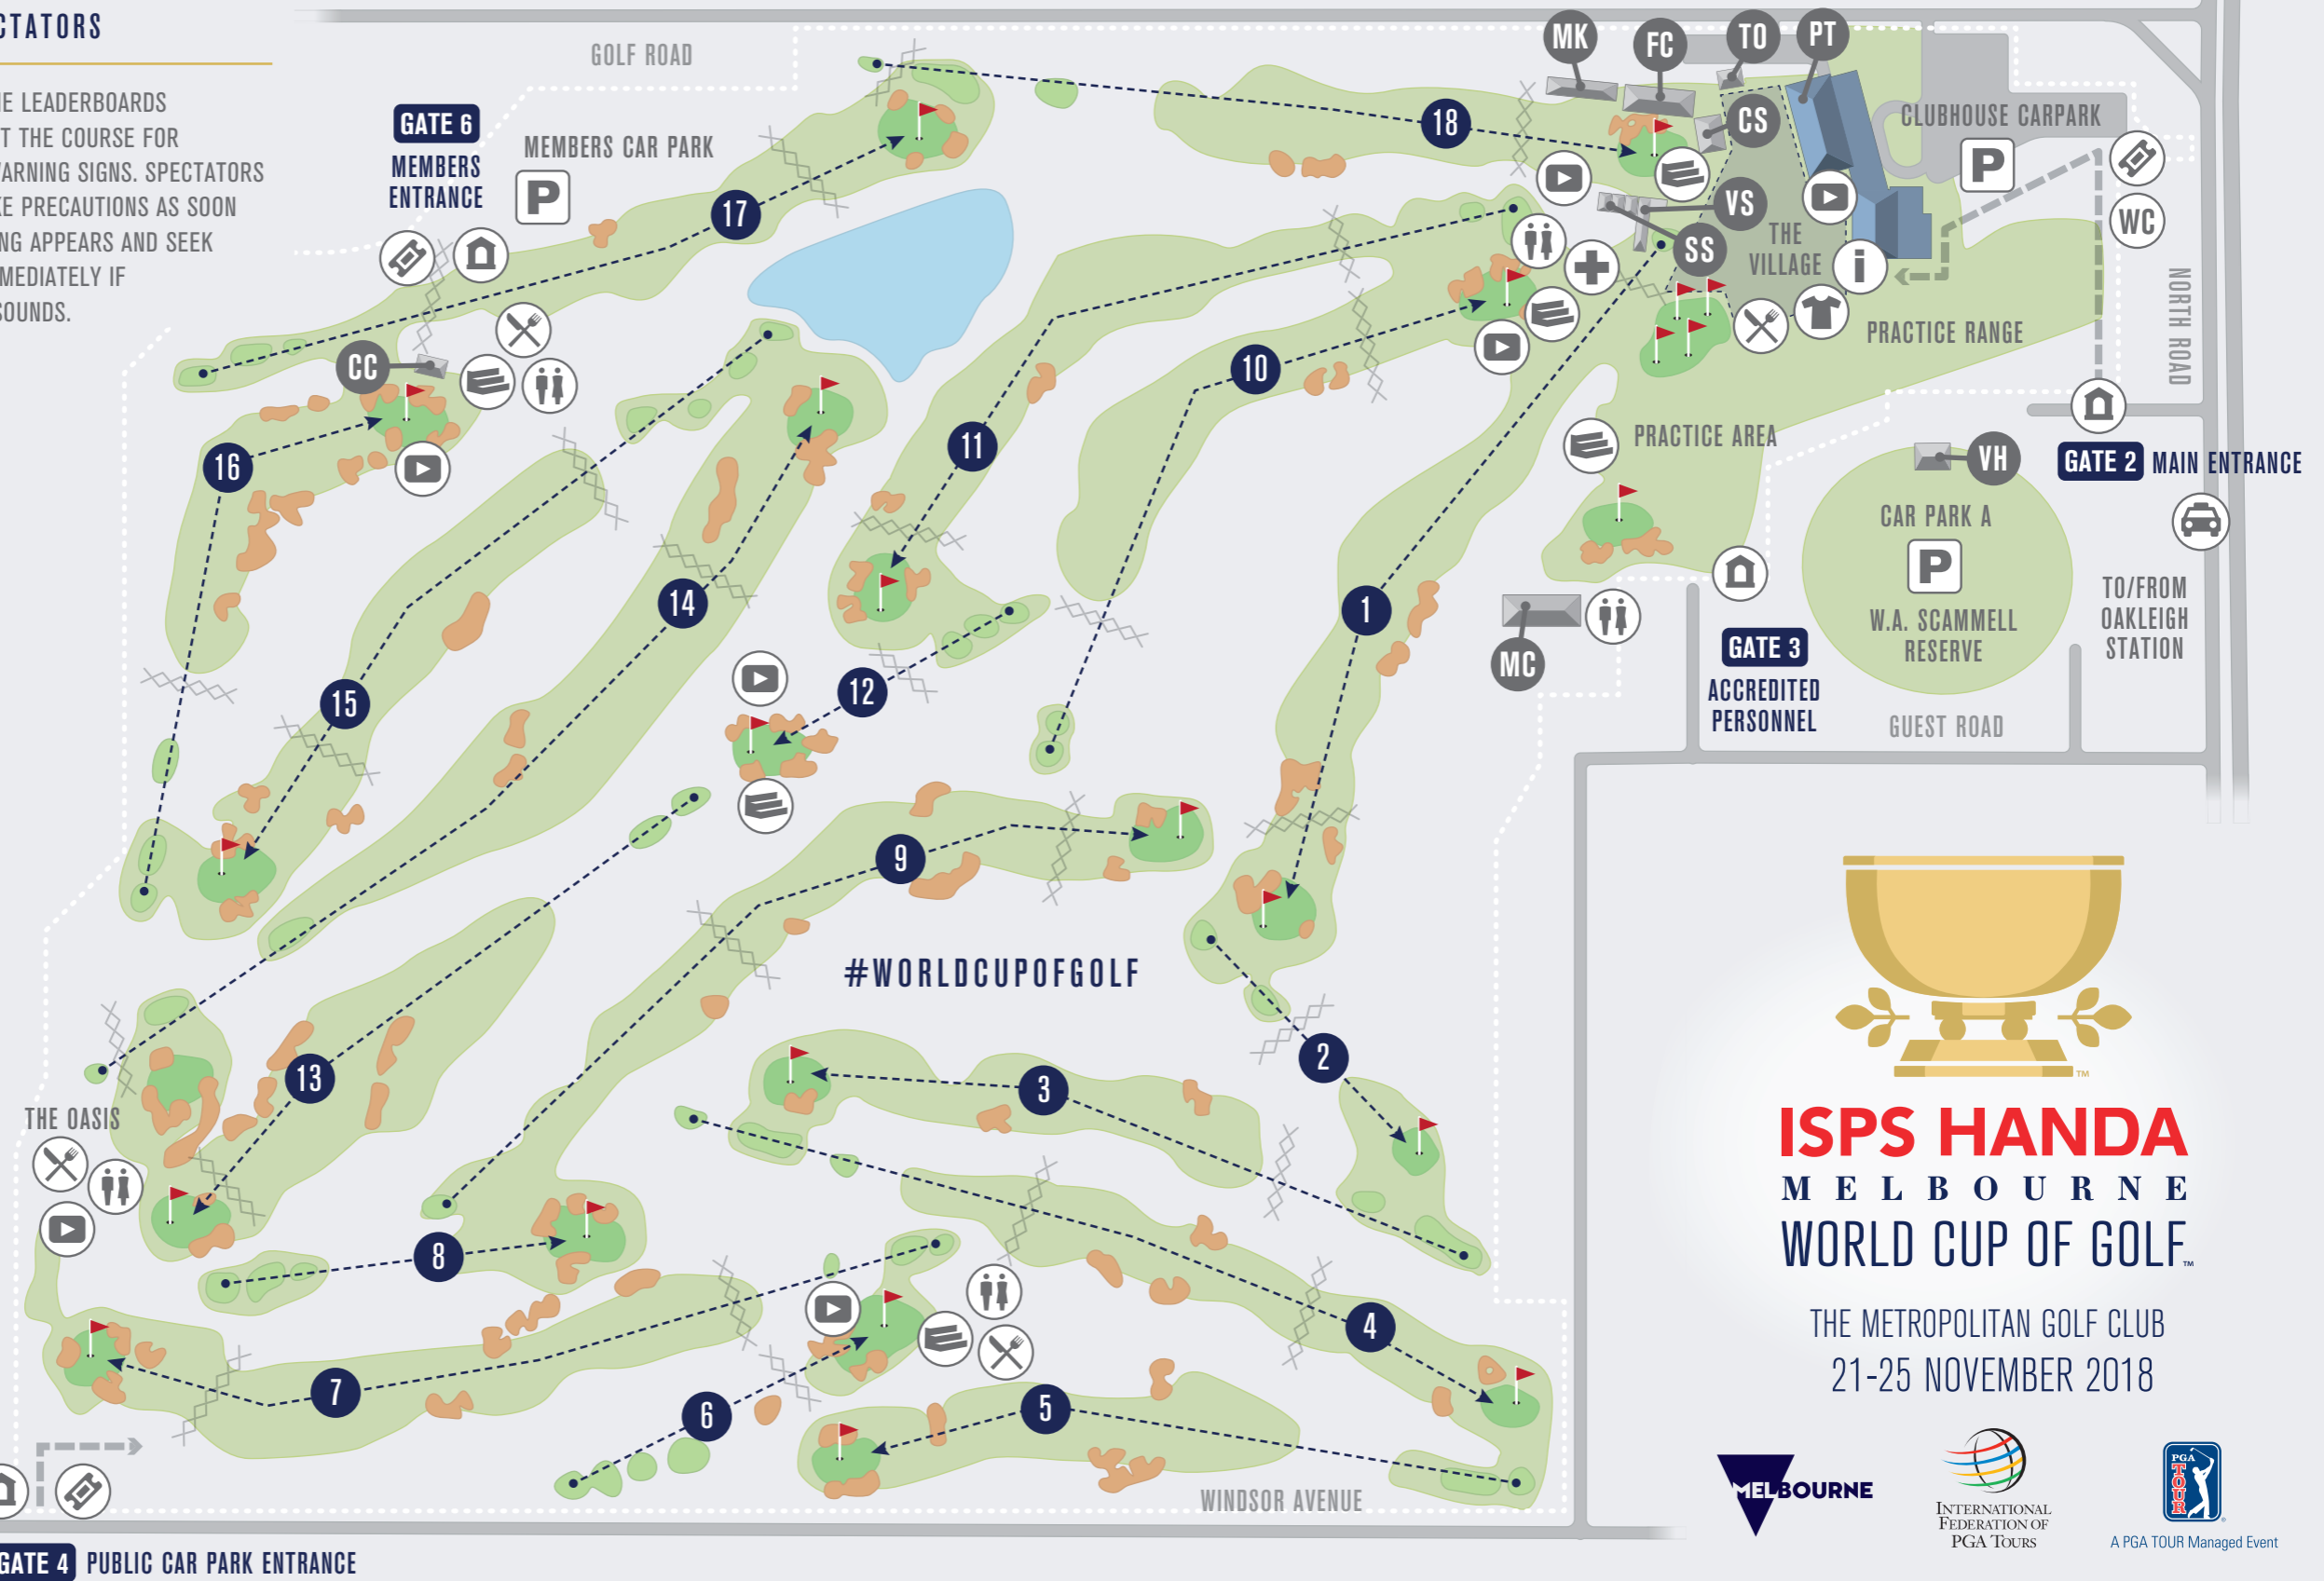 CTATORS
E LEADERBOARDS
T THE COURSE FOR
ARNING SIGNS. SPECTATORS
KE PRECAUTIONS AS SOON
NG APPEARS AND SEEK
MEDIATELY IF
SOUNDS.
GOLF ROAD
GATE 6
MEMBERS
ENTRANCE
MEMBERS CAR PARK
P
MK
FC
TO
PT
CS
VS
SS
CLUBHOUSE CARPARK
P
WC
THE
VILLAGE
i
PRACTICE RANGE
NORTH ROAD
PRACTICE AREA
GATE 2 MAIN ENTRANCE
VH
CAR PARK A
P
W.A. SCAMMELL
RESERVE
TO/FROM
OAKLEIGH
STATION
GATE 3
ACCREDITED
PERSONNEL
GUEST ROAD
MC
CC
18
17
16
15
14
13
12
11
10
9
8
7
6
5
4
3
2
1
#WORLDCUPOFGOLF
THE OASIS
WINDSOR AVENUE
GATE 4 PUBLIC CAR PARK ENTRANCE
TM
ISPS HANDA
MELBOURNE
WORLD CUP OF GOLF™
THE METROPOLITAN GOLF CLUB
21-25 NOVEMBER 2018
MELBOURNE
INTERNATIONAL
FEDERATION OF
PGA TOURS
PGA
TOUR
A PGA TOUR Managed Event